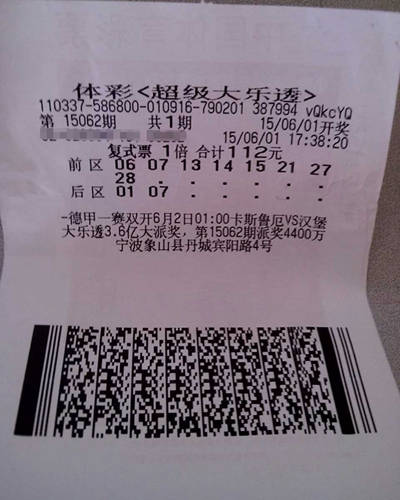 体彩<超级大乐透>
110337-586800-010916-790201 387994 vQkcYQ
第 15062期 共1期 15/06/01开奖
15/06/01 17:38:20
复式票 1倍 合计112元
前区 06 07 13 14 15 21 27
28 - - - - - -
后区 01 07 - - - - -
-德甲一赛双开6月2日01:00卡斯鲁厄VS汉堡
大乐透3.6亿大派奖，第15062期派奖4400万
宁波象山县丹城宾阳路4号